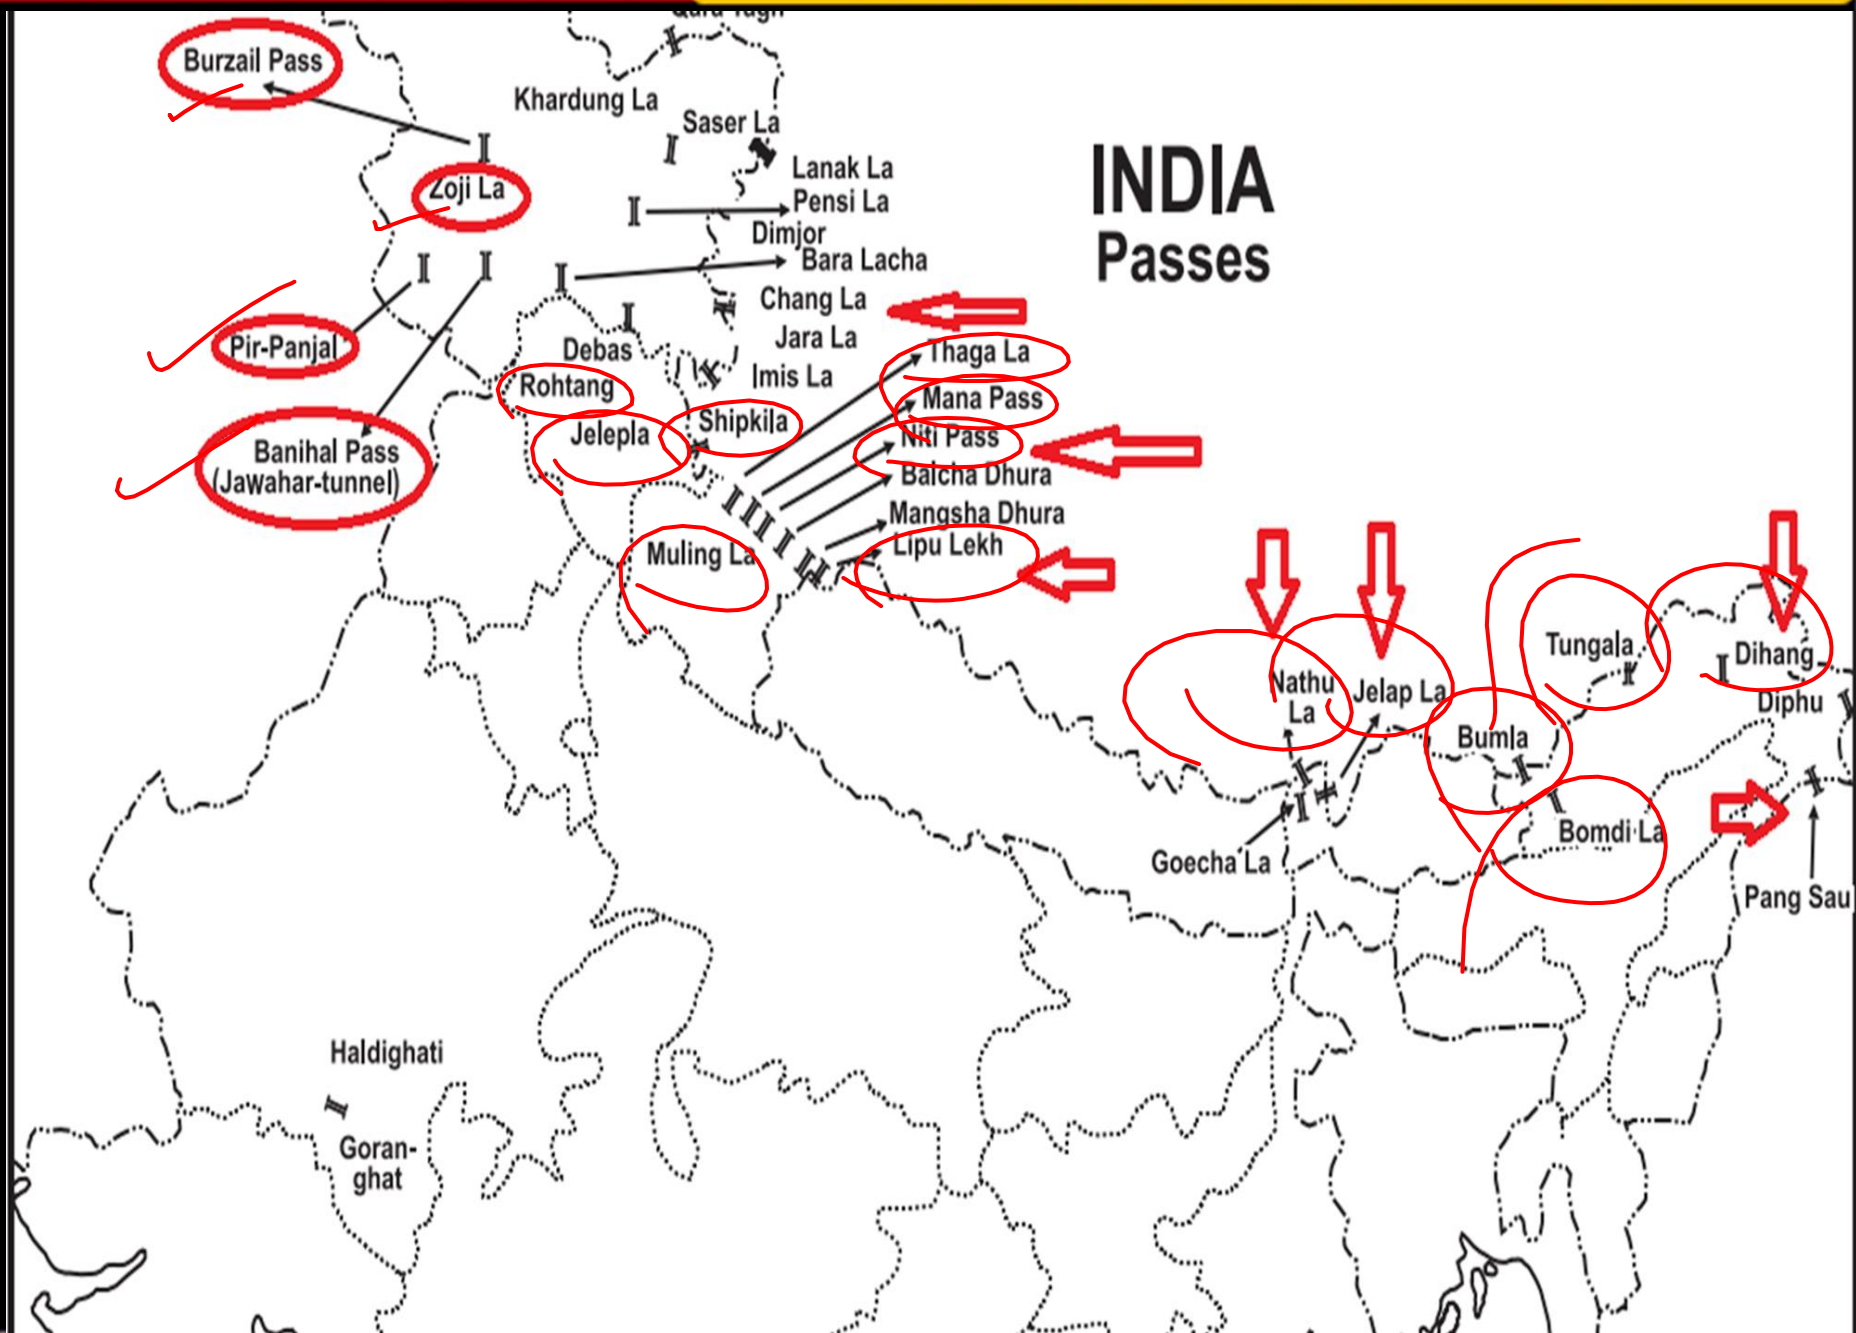 Burzail Pass
Khardung La
Saser La
Zoji La
Lanak La
Pensi La
Dimjor
Bara Lacha
INDIA
Passes
Chang La
Jara La
Imis La
Pir-Panjal
Debas
Rohtang
Jelepla
Shipkila
Thaga La
Mana Pass
Niti Pass
Balcha Dhura
Mangsha Dhura
Lipu Lekh
Banihal Pass
(Jawahar-tunnel)
Muling La
Nathu
La
Jelap La
Tungala
Dihang
Diphu
Bumla
Bomdi La
Goecha La
Pang Sau
Haldighati
Goran-
ghat